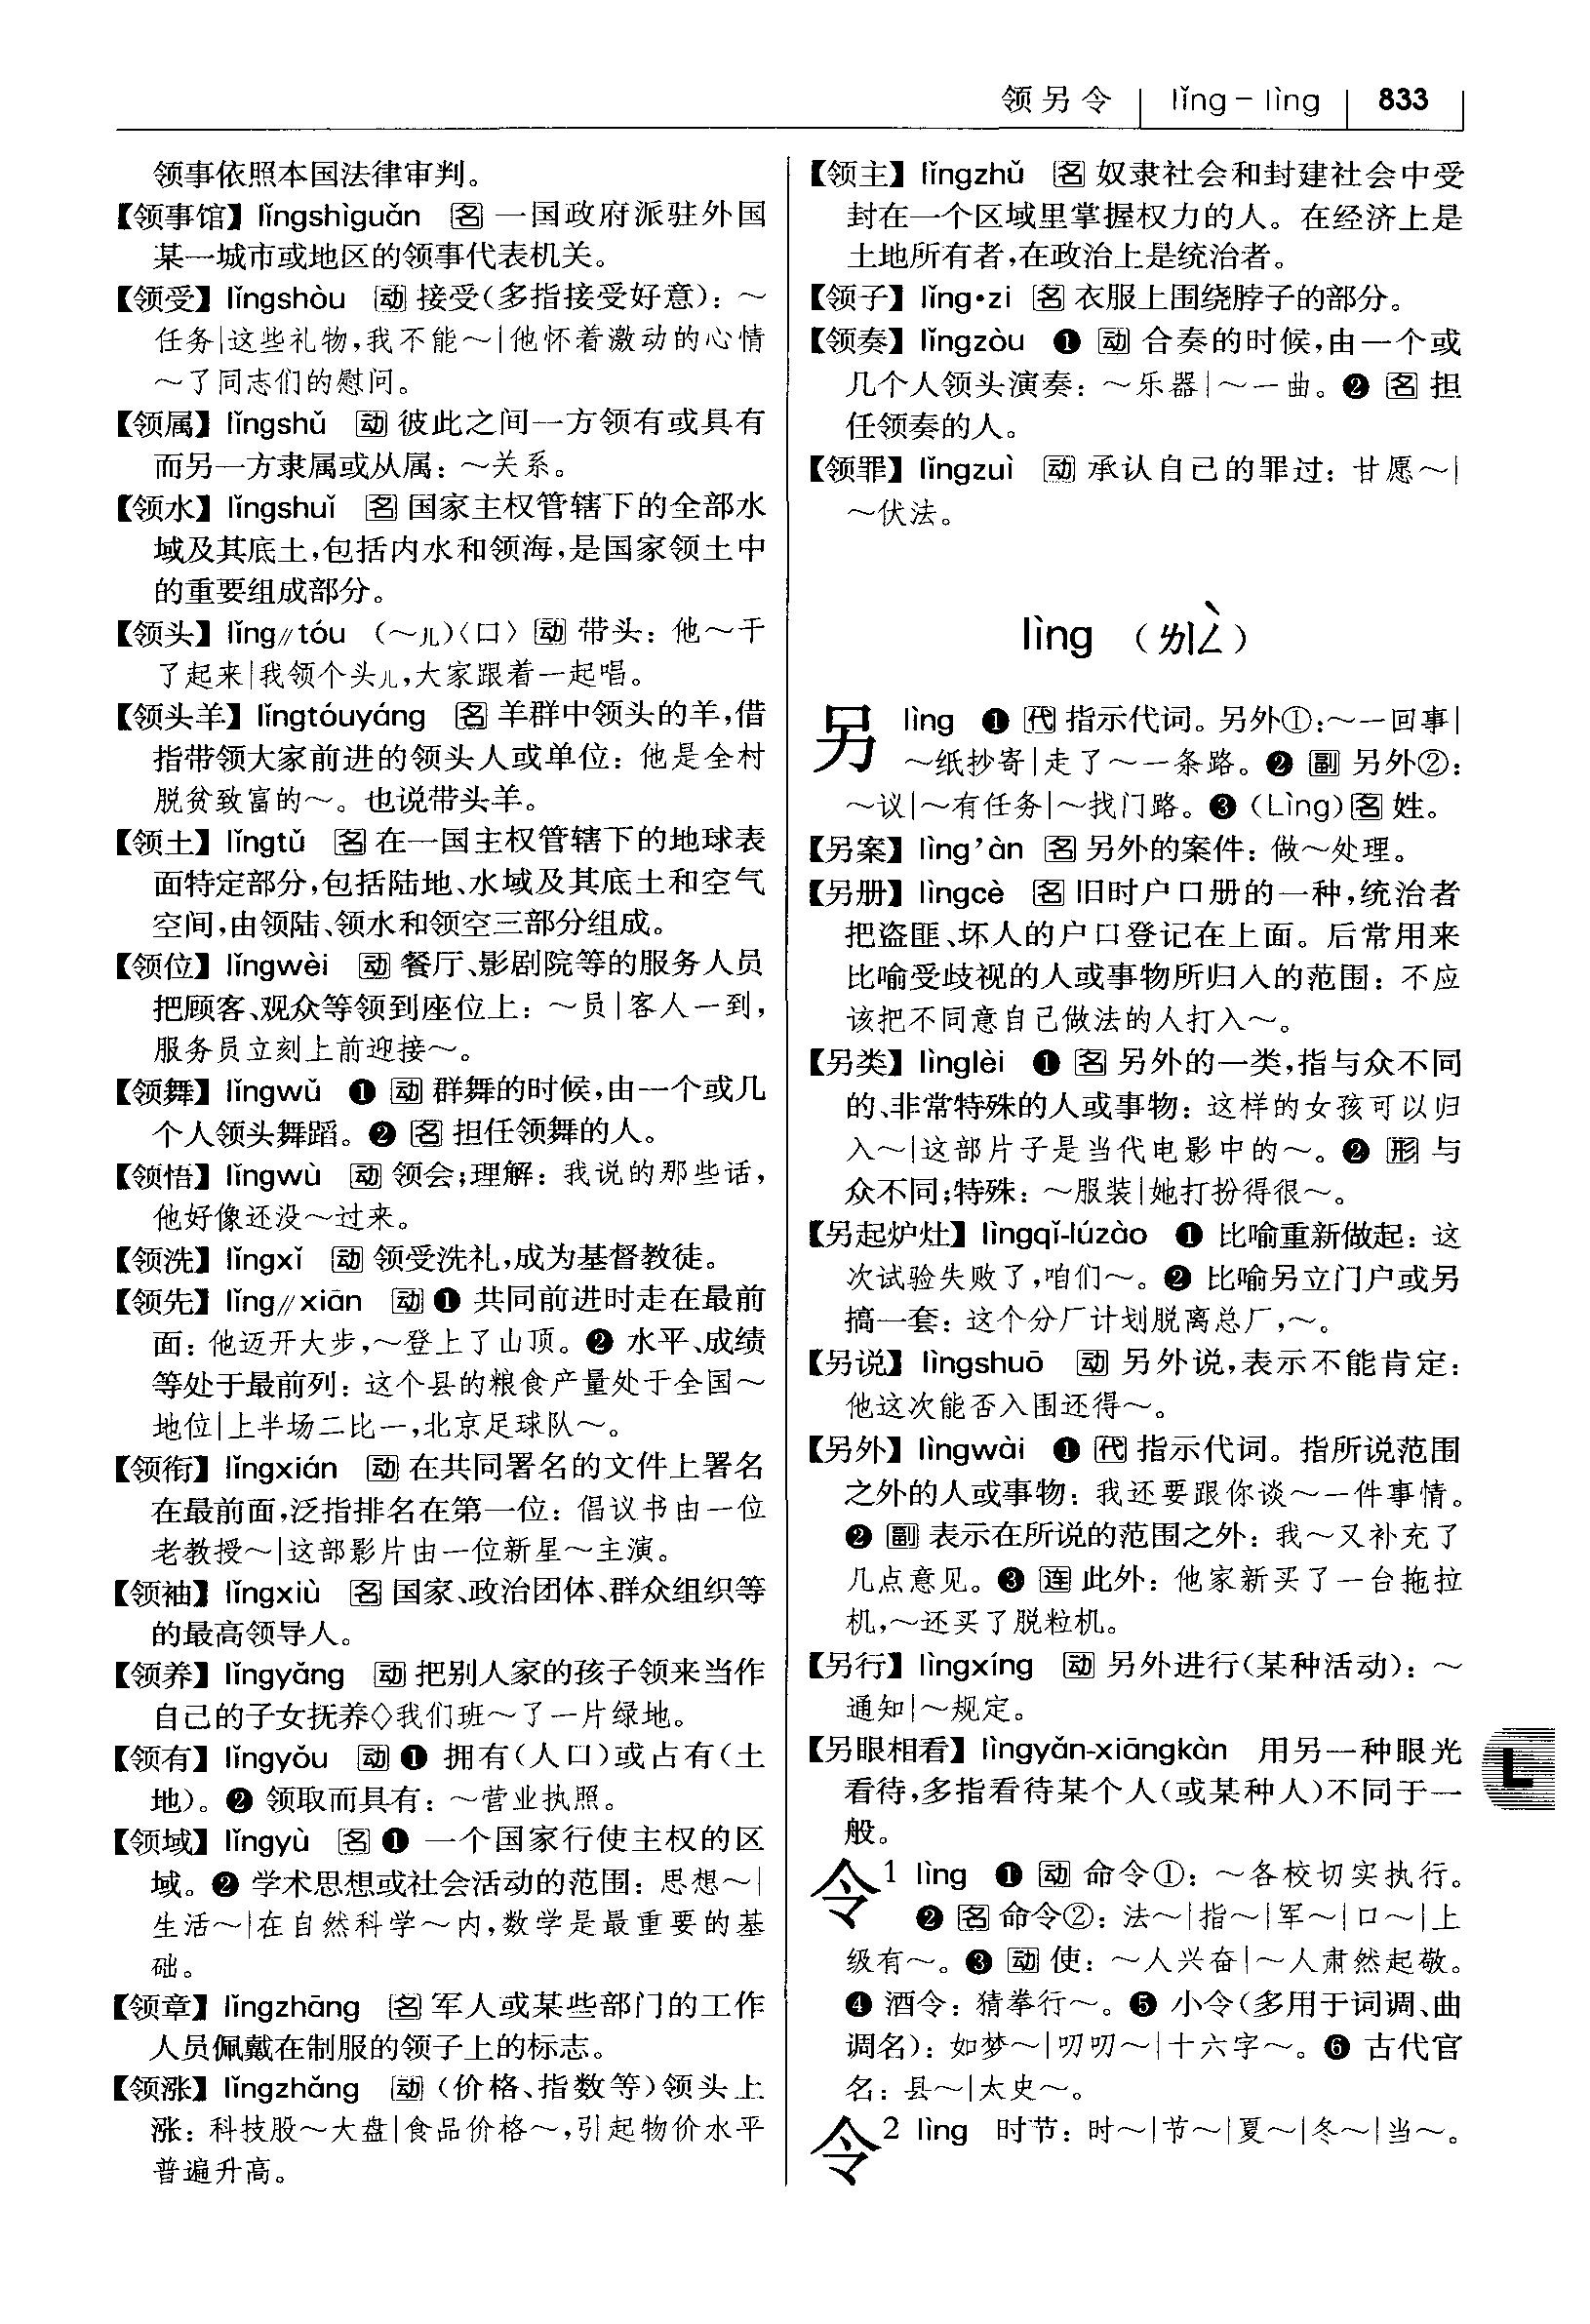 领另令 | lǐng – lìng | 833
领事依照本国法律审判。
【领事馆】lǐngshìguǎn 名 一国政府派驻外国
某一城市或地区的领事代表机关。
【领受】lǐngshòu 动 接受(多指接受好意)：～
任务|这些礼物,我不能～|他怀着激动的心情
～了同志们的慰问。
【领属】lǐngshǔ 动 彼此之间一方领有或具有
而另一方隶属或从属：～关系。
【领水】lǐngshuǐ 名 国家主权管辖下的全部水
域及其底土,包括内水和领海,是国家领土中
的重要组成部分。
【领头】lǐng//tóu (～儿)〈口〉动 带头：他～干
了起来|我领个头儿,大家跟着一起唱。
【领头羊】lǐngtóuyáng 名 羊群中领头的羊,借
指带领大家前进的领头人或单位：他是全村
脱贫致富的～。也说带头羊。
【领土】lǐngtǔ 名 在一国主权管辖下的地球表
面特定部分,包括陆地、水域及其底土和空气
空间,由领陆、领水和领空三部分组成。
【领位】lǐngwèi 动 餐厅、影剧院等的服务人员
把顾客、观众等领到座位上：～员|客人一到,
服务员立刻上前迎接～。
【领舞】lǐngwǔ ❶ 动 群舞的时候,由一个或几
个人领头舞蹈。❷ 名 担任领舞的人。
【领悟】lǐngwù 动 领会;理解：我说的那些话,
他好像还没～过来。
【领洗】lǐngxǐ 动 领受洗礼,成为基督教徒。
【领先】lǐng//xiān 动 ❶ 共同前进时走在最前
面：他迈开大步,～登上了山顶。❷ 水平、成绩
等处于最前列：这个县的粮食产量处于全国～
地位|上半场二比一,北京足球队～。
【领衔】lǐngxián 动 在共同署名的文件上署名
在最前面,泛指排名在第一位：倡议书由一位
老教授～|这部影片由一位新星～主演。
【领袖】lǐngxiù 名 国家、政治团体、群众组织等
的最高领导人。
【领养】lǐngyǎng 动 把别人家的孩子领来当作
自己的子女抚养◇我们班～了一片绿地。
【领有】lǐngyǒu 动 ❶ 拥有(人口)或占有(土
地)。❷ 领取而具有：～营业执照。
【领域】lǐngyù 名 ❶ 一个国家行使主权的区
域。❷ 学术思想或社会活动的范围：思想～|
生活～|在自然科学～内,数学是最重要的基
础。
【领章】lǐngzhāng 名 军人或某些部门的工作
人员佩戴在制服的领子上的标志。
【领涨】lǐngzhǎng 动 (价格、指数等)领头上
涨：科技股～大盘|食品价格～,引起物价水平
普遍升高。
【领主】lǐngzhǔ 名 奴隶社会和封建社会中受
封在一个区域里掌握权力的人。在经济上是
土地所有者,在政治上是统治者。
【领子】lǐng•zi 名 衣服上围绕脖子的部分。
【领奏】lǐngzòu ❶ 动 合奏的时候,由一个或
几个人领头演奏：～乐器|～一曲。❷ 名 担
任领奏的人。
【领罪】lǐngzuì 动 承认自己的罪过：甘愿～|
～伏法。
lìng (ㄌㄧㄥˋ)
另 lìng ❶ 代 指示代词。另外①:～一回事|
～纸抄寄|走了～一条路。❷ 副 另外②：
～议|～有任务|～找门路。❸ (Lìng)名 姓。
【另案】lìng’àn 名 另外的案件：做～处理。
【另册】lìngcè 名 旧时户口册的一种,统治者
把盗匪、坏人的户口登记在上面。后常用来
比喻受歧视的人或事物所归入的范围：不应
该把不同意自己做法的人打入～。
【另类】lìnglèi ❶ 名 另外的一类,指与众不同
的、非常特殊的人或事物：这样的女孩可以归
入～|这部片子是当代电影中的～。❷ 形 与
众不同;特殊：～服装|她打扮得很～。
【另起炉灶】lìngqǐ-lúzào ❶ 比喻重新做起：这
次试验失败了,咱们～。❷ 比喻另立门户或另
搞一套：这个分厂计划脱离总厂,～。
【另说】lìngshuō 动 另外说,表示不能肯定：
他这次能否入围还得～。
【另外】lìngwài ❶ 代 指示代词。指所说范围
之外的人或事物：我还要跟你谈～一件事情。
❷ 副 表示在所说的范围之外：我～又补充了
几点意见。❸ 连 此外：他家新买了一台拖拉
机,～还买了脱粒机。
【另行】lìngxíng 动 另外进行(某种活动)：～
通知|～规定。
【另眼相看】lìngyǎn-xiāngkàn 用另一种眼光
看待,多指看待某个人(或某种人)不同于一
般。
令1 lìng ❶ 动 命令①：～各校切实执行。
❷ 名 命令②：法～|指～|军～|口～|上
级有～。❸ 动 使：～人兴奋|～人肃然起敬。
❹ 酒令：猜拳行～。❺ 小令(多用于词调、曲
调名)：如梦～|叨叨～|十六字～。❻ 古代官
名：县～|太史～。
令2 lìng 时节：时～|节～|夏～|冬～|当～。
L